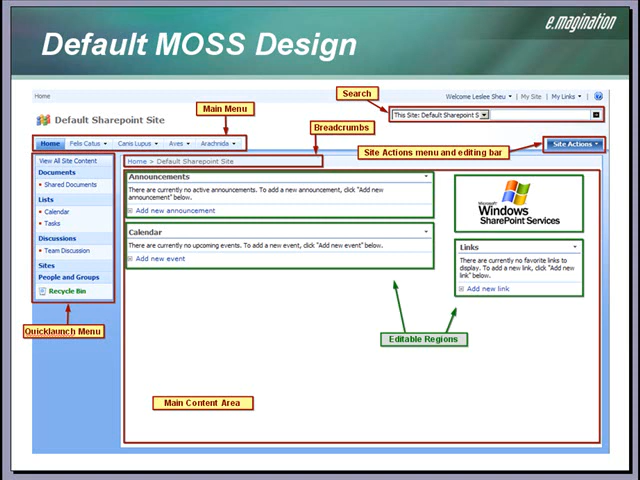 e.magination
Default MOSS Design
Home
Welcome Leslee Sheu
My Site
My Links
Search
Main Menu
Default Sharepoint Site
This Site: Default Sharepoint S
Breadcrumbs
Home
Felis Catus
Canis Lupus
Aves
Arachnida
Site Actions
Site Actions menu and editing bar
View All Site Content
Home > Default Sharepoint Site
Documents
Shared Documents
Lists
Calendar
Tasks
Discussions
Team Discussion
Sites
People and Groups
Recycle Bin
Quicklaunch Menu
Announcements
There are currently no active announcements. To add a new announcement, click "Add new
announcement" below.
Add new announcement
Calendar
There are currently no upcoming events. To add a new event, click "Add new event" below.
Add new event
Microsoft
Windows
SharePoint Services
Links
There are currently no favorite links to
display. To add a new link, click "Add new
link" below.
Add new link
Editable Regions
Main Content Area